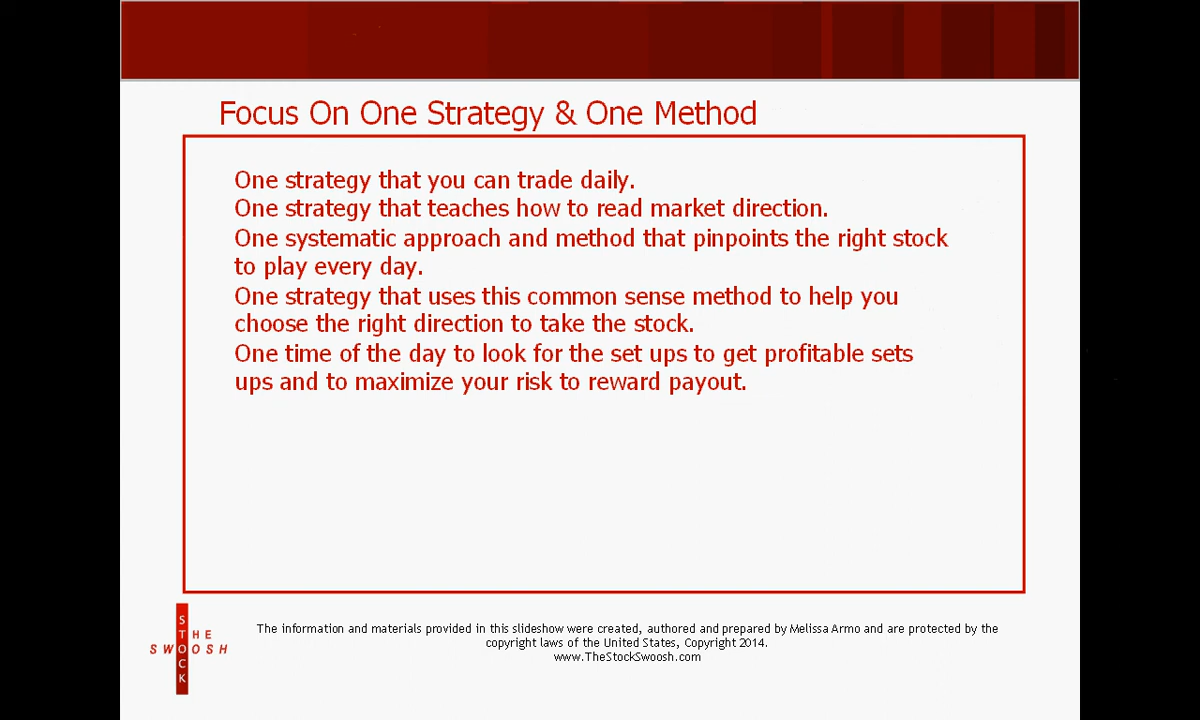 Focus On One Strategy & One Method
One strategy that you can trade daily.
One strategy that teaches how to read market direction.
One systematic approach and method that pinpoints the right stock
to play every day.
One strategy that uses this common sense method to help you
choose the right direction to take the stock.
One time of the day to look for the set ups to get profitable sets
ups and to maximize your risk to reward payout.
THE
STOCK
SWOOSH
The information and materials provided in this slideshow were created, authored and prepared by Melissa Armo and are protected by the
copyright laws of the United States, Copyright 2014.
www.TheStockSwoosh.com